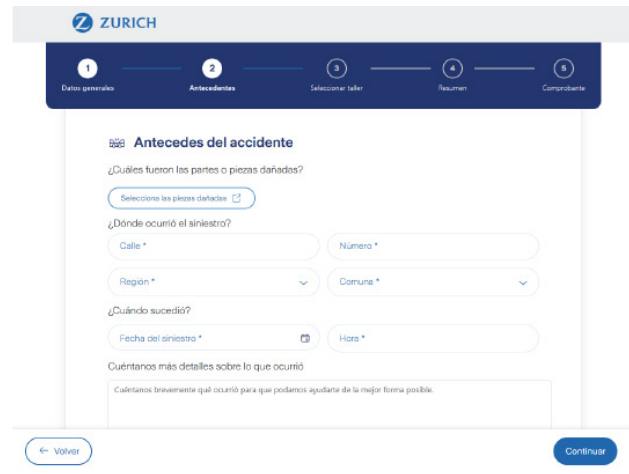 ZURICH
1 2 3 4 5
Datos generales Antecedentes Seleccionar taller Resumen Comprobante
Antecedes del accidente
¿Cuáles fueron las partes o piezas dañadas?
Seleccione las piezas dañadas
¿Dónde ocurrió el siniestro?
Calle * Número *
Región * Comuna *
¿Cuándo sucedió?
Fecha del siniestro * Hora *
Cuéntanos más detalles sobre lo que ocurrió
Cuéntanos brevemente qué ocurrió para que podamos ayudarte de la mejor forma posible.
← Volver Continuar